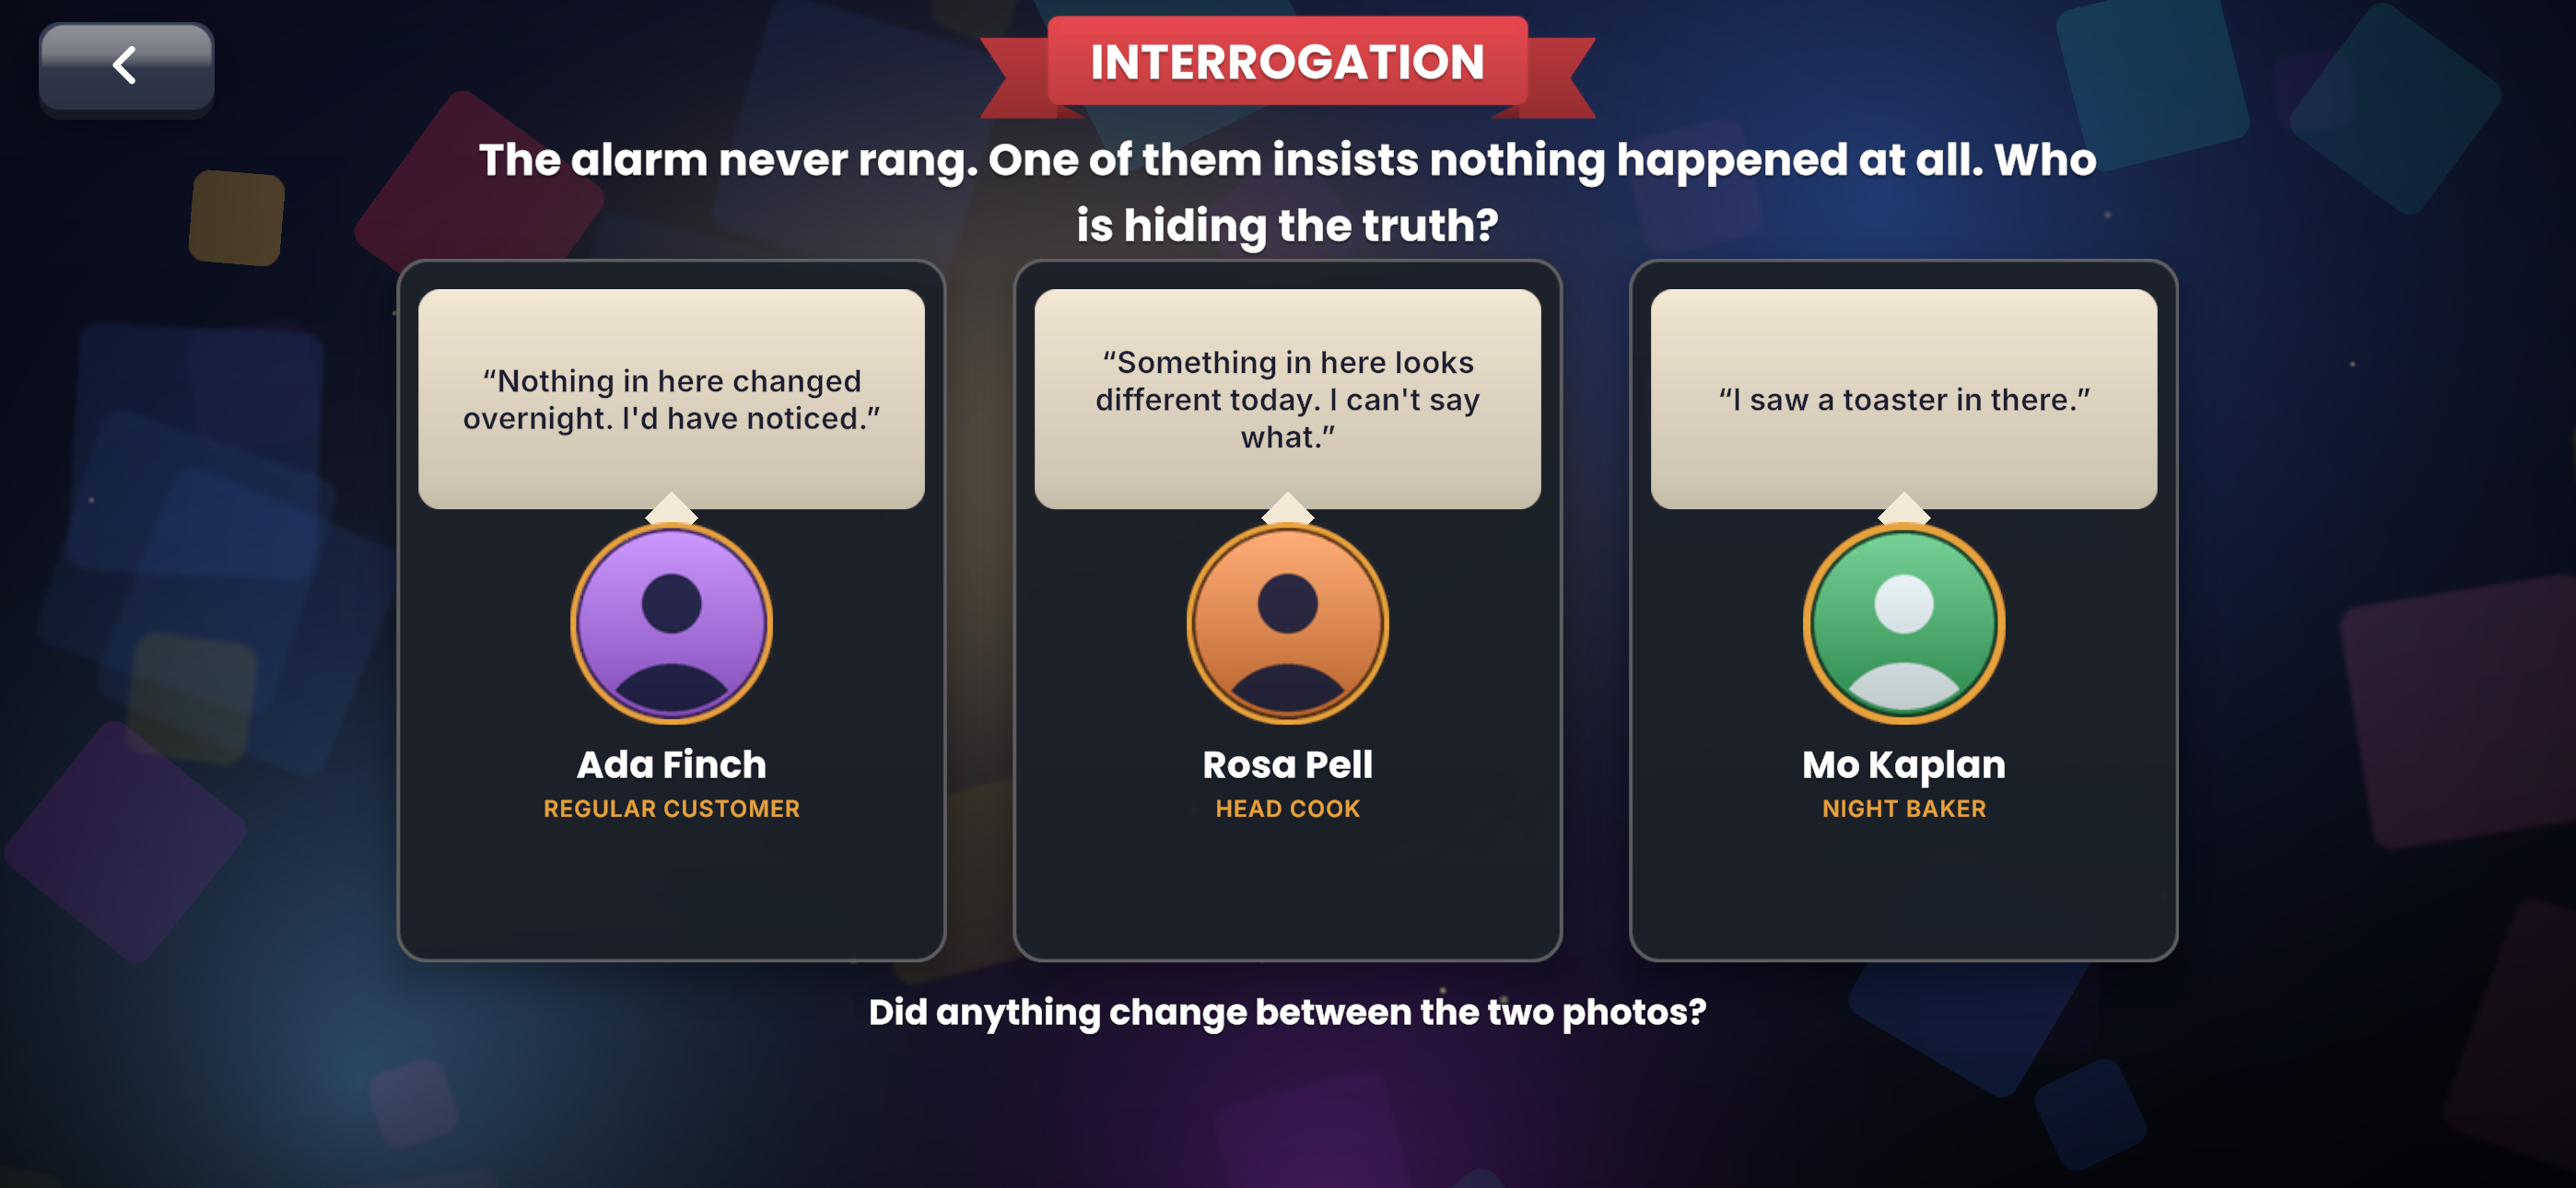 INTERROGATION
The alarm never rang. One of them insists nothing happened at all. Who
is hiding the truth?
“Nothing in here changed
overnight. I'd have noticed.”
Ada Finch
REGULAR CUSTOMER
“Something in here looks
different today. I can't say
what.”
Rosa Pell
HEAD COOK
“I saw a toaster in there.”
Mo Kaplan
NIGHT BAKER
Did anything change between the two photos?